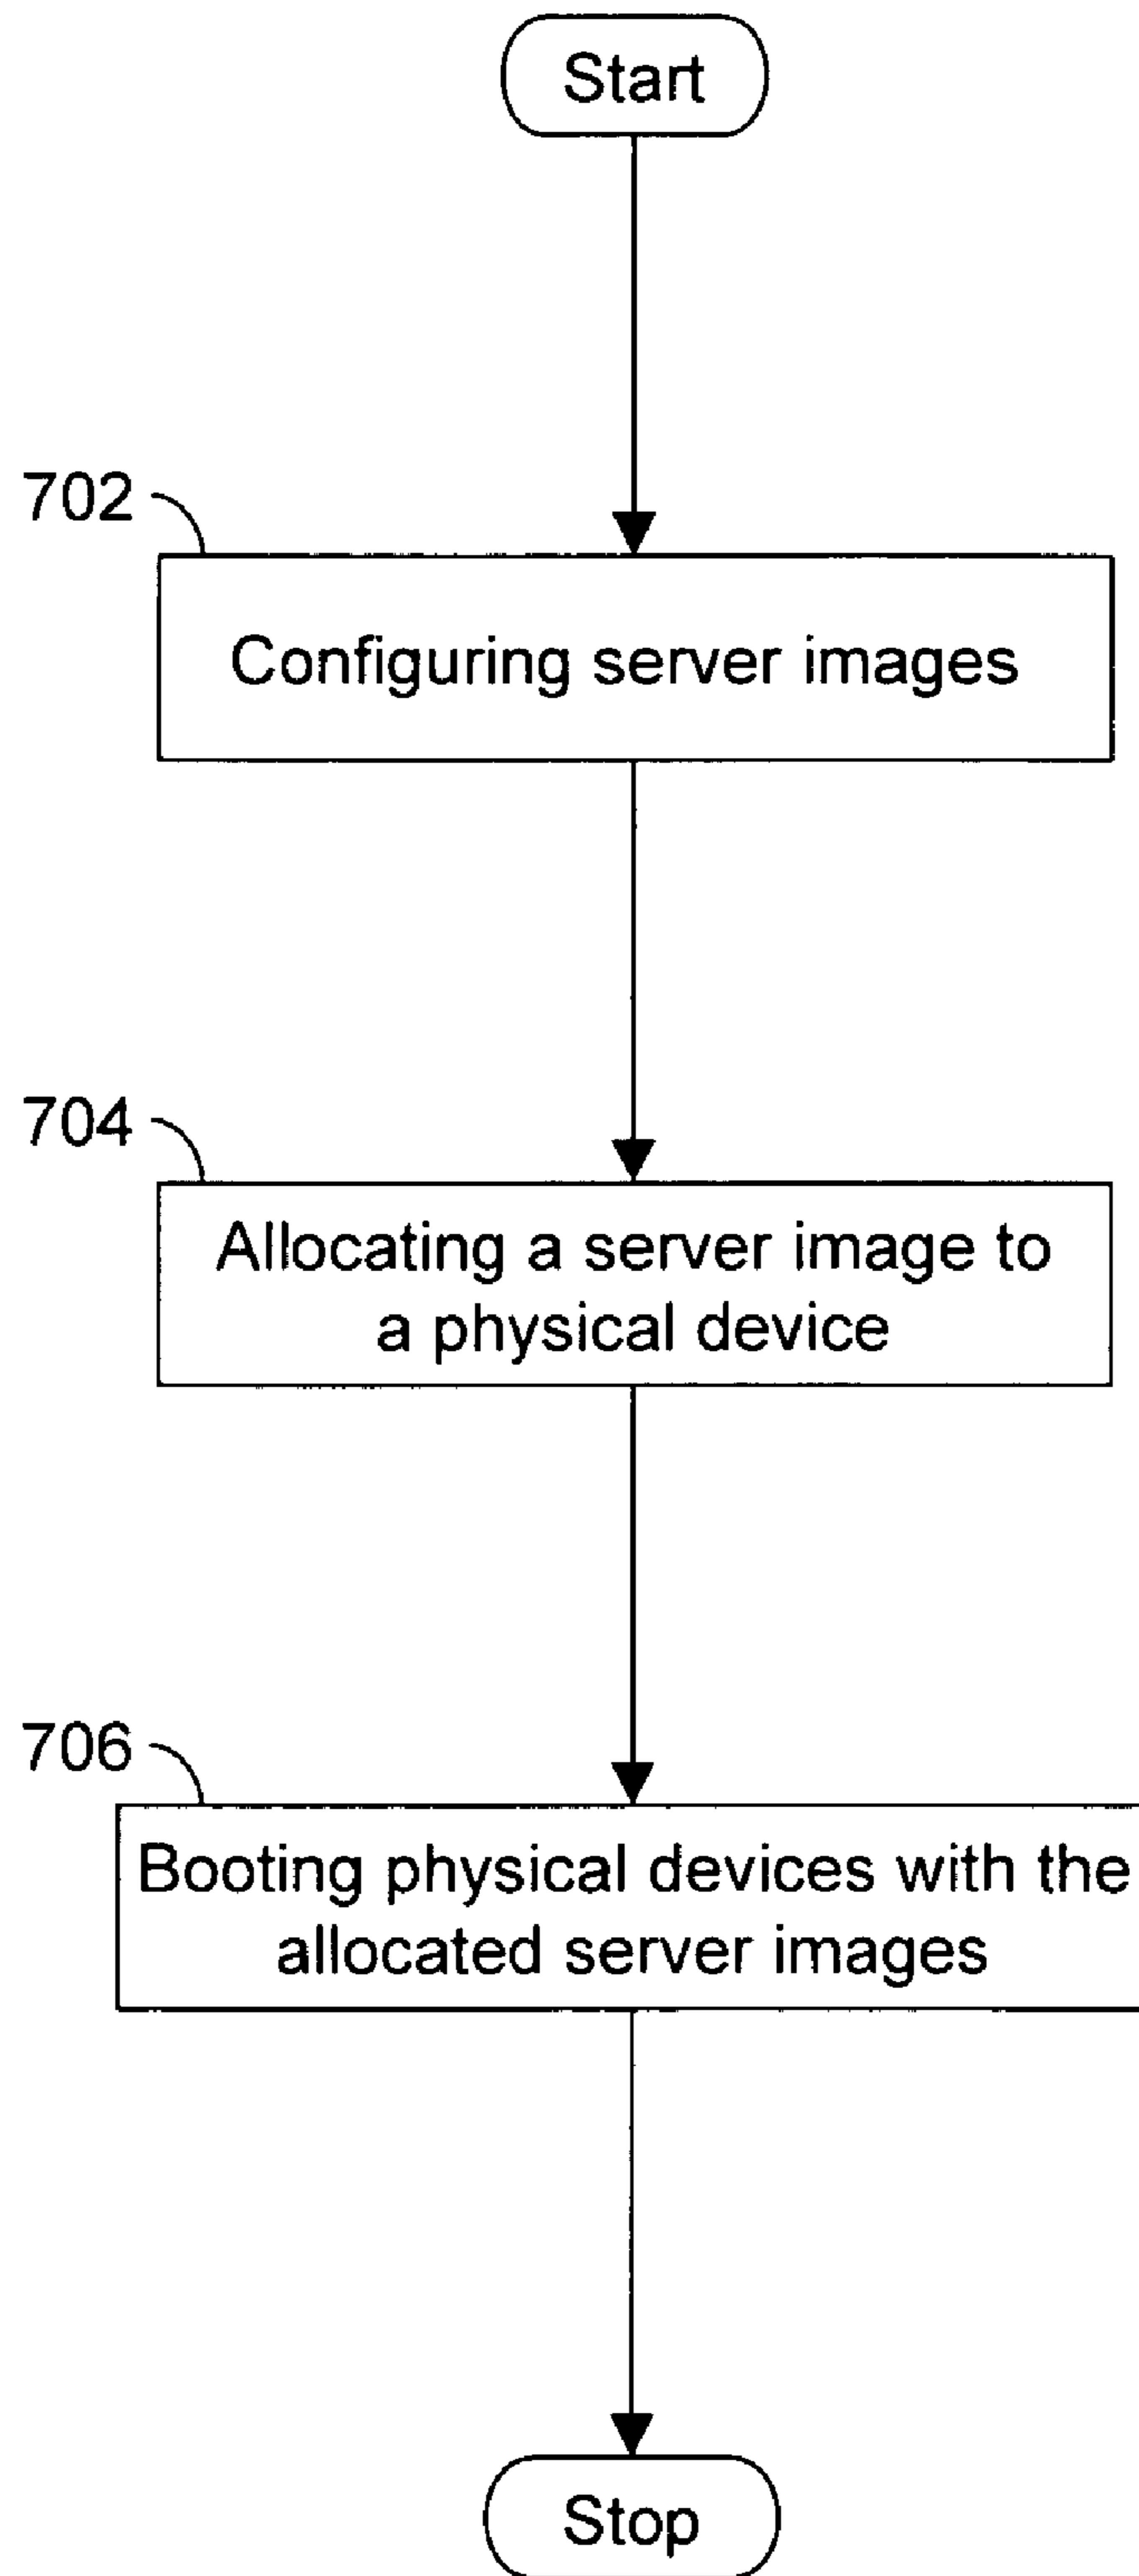 Start
702
Configuring server images
704
Allocating a server image to
a physical device
706
Booting physical devices with the
allocated server images
Stop